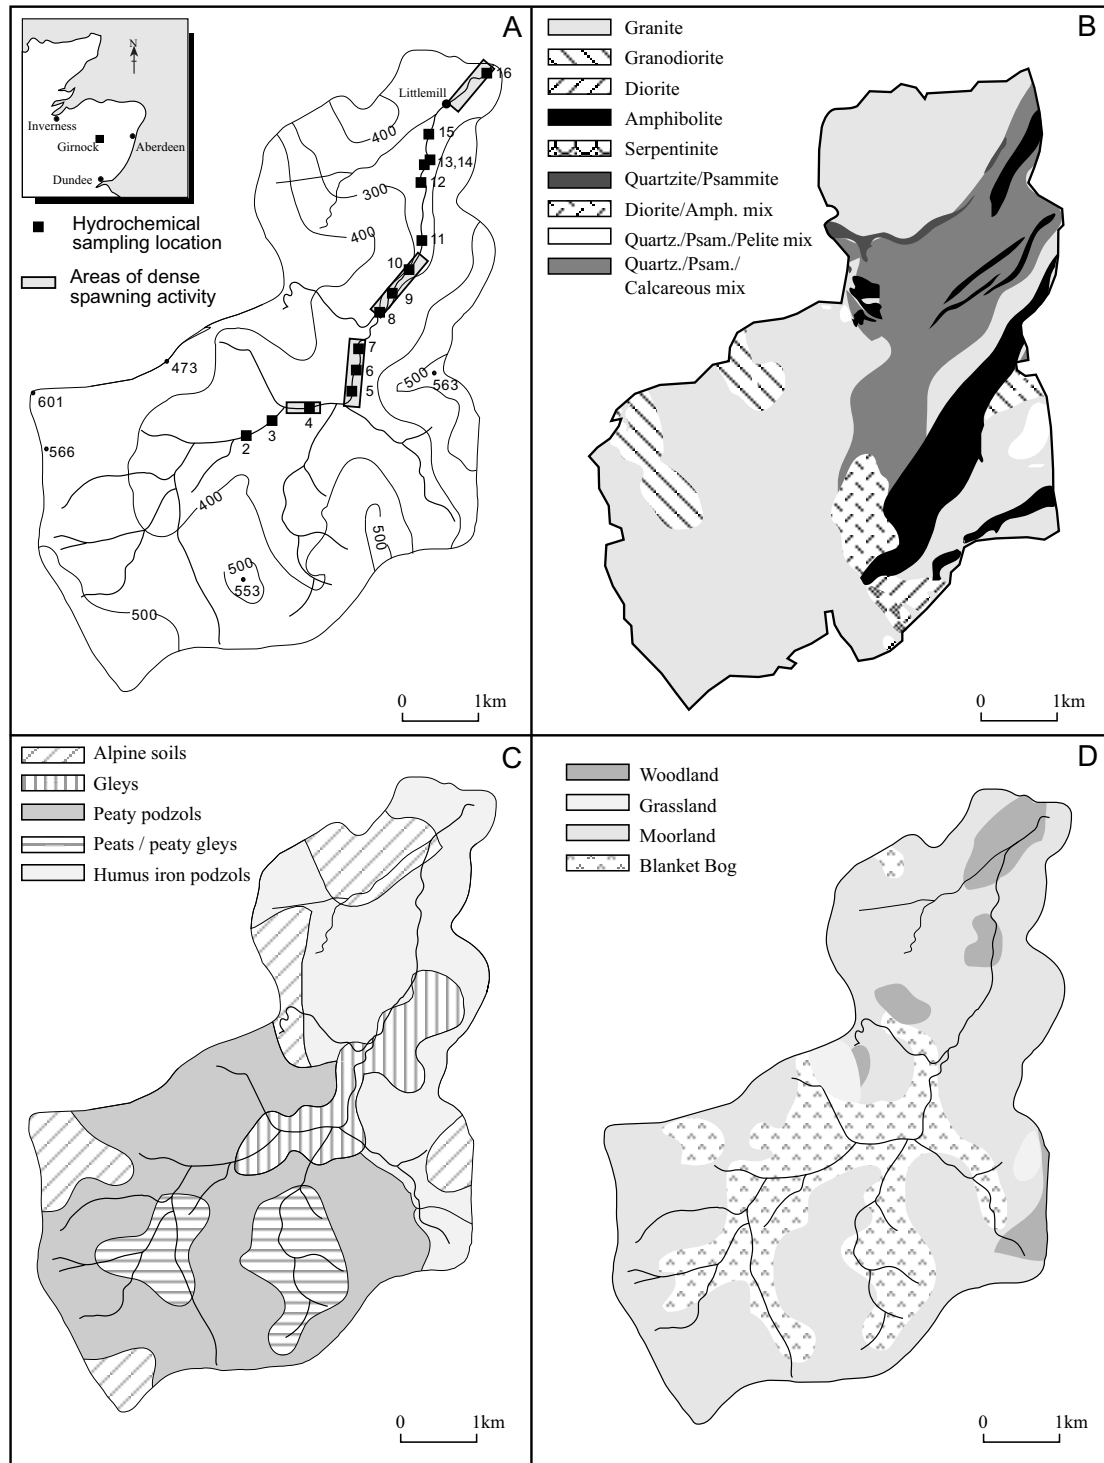 A
N
Inverness
Girnock
Aberdeen
Dundee
Hydrochemical
sampling location
Areas of dense
spawning activity
Littlemill
16
15
13,14
12
11
10
9
8
7
6
5
4
3
2
400
300
400
473
601
566
500
563
400
500
500
553
500
0 1km
B
Granite
Granodiorite
Diorite
Amphibolite
Serpentinite
Quartzite/Psammite
Diorite/Amph. mix
Quartz./Psam./Pelite mix
Quartz./Psam./
Calcareous mix
0 1km
C
Alpine soils
Gleys
Peaty podzols
Peats / peaty gleys
Humus iron podzols
0 1km
D
Woodland
Grassland
Moorland
Blanket Bog
0 1km